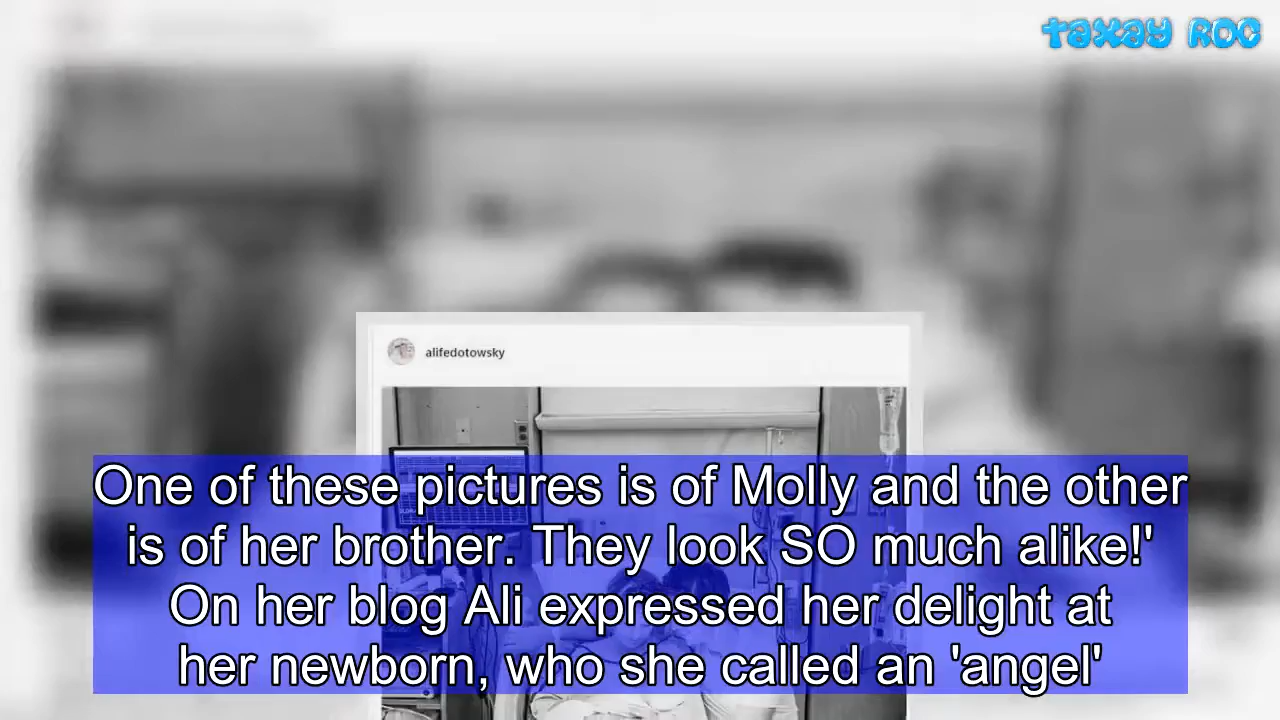 TaXaY ROC
alifedotowsky
One of these pictures is of Molly and the other
is of her brother. They look SO much alike!'
On her blog Ali expressed her delight at
her newborn, who she called an 'angel'